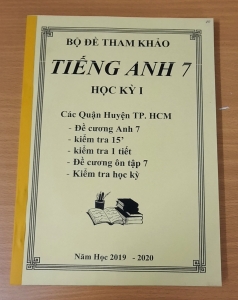 BỘ ĐỀ THAM KHẢO
TIẾNG ANH 7
HỌC KỲ I
Các Quận Huyện TP. HCM
- Đề cương Anh 7
- kiểm tra 15'
- kiểm tra 1 tiết
- Đề cương ôn tập 7
- Kiểm tra học kỳ
Năm Học 2019 - 2020